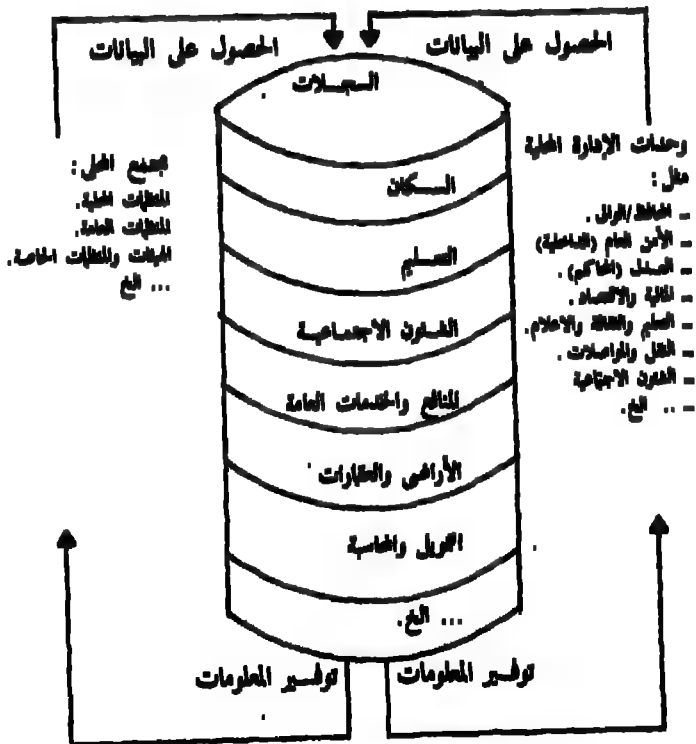 الحصول على البيانات
الحصول على البيانات
السجلات
السكان
التعليم
الشئون الاجتماعية
المنافع والخدمات العامة
الأراضي والعقارات
التمويل والمحاسبة
... الخ.
وحدات الإدارة المحلية
مثل :
ـ المحافظ/الوالي .
ـ الأمن العام (الداخلية)
ـ العدل (المحاكم) .
ـ المالية والاقتصاد .
ـ التعليم والثقافة والاعلام.
ـ النقل والمواصلات .
ـ الشئون الاجتماعية
ـ .. الخ.
مجتمع المحلي :
المنظمات المحلية.
المنظمات العامة.
الهيئات والمنظمات الخاصة.
... الخ
توفير المعلومات
توفير المعلومات